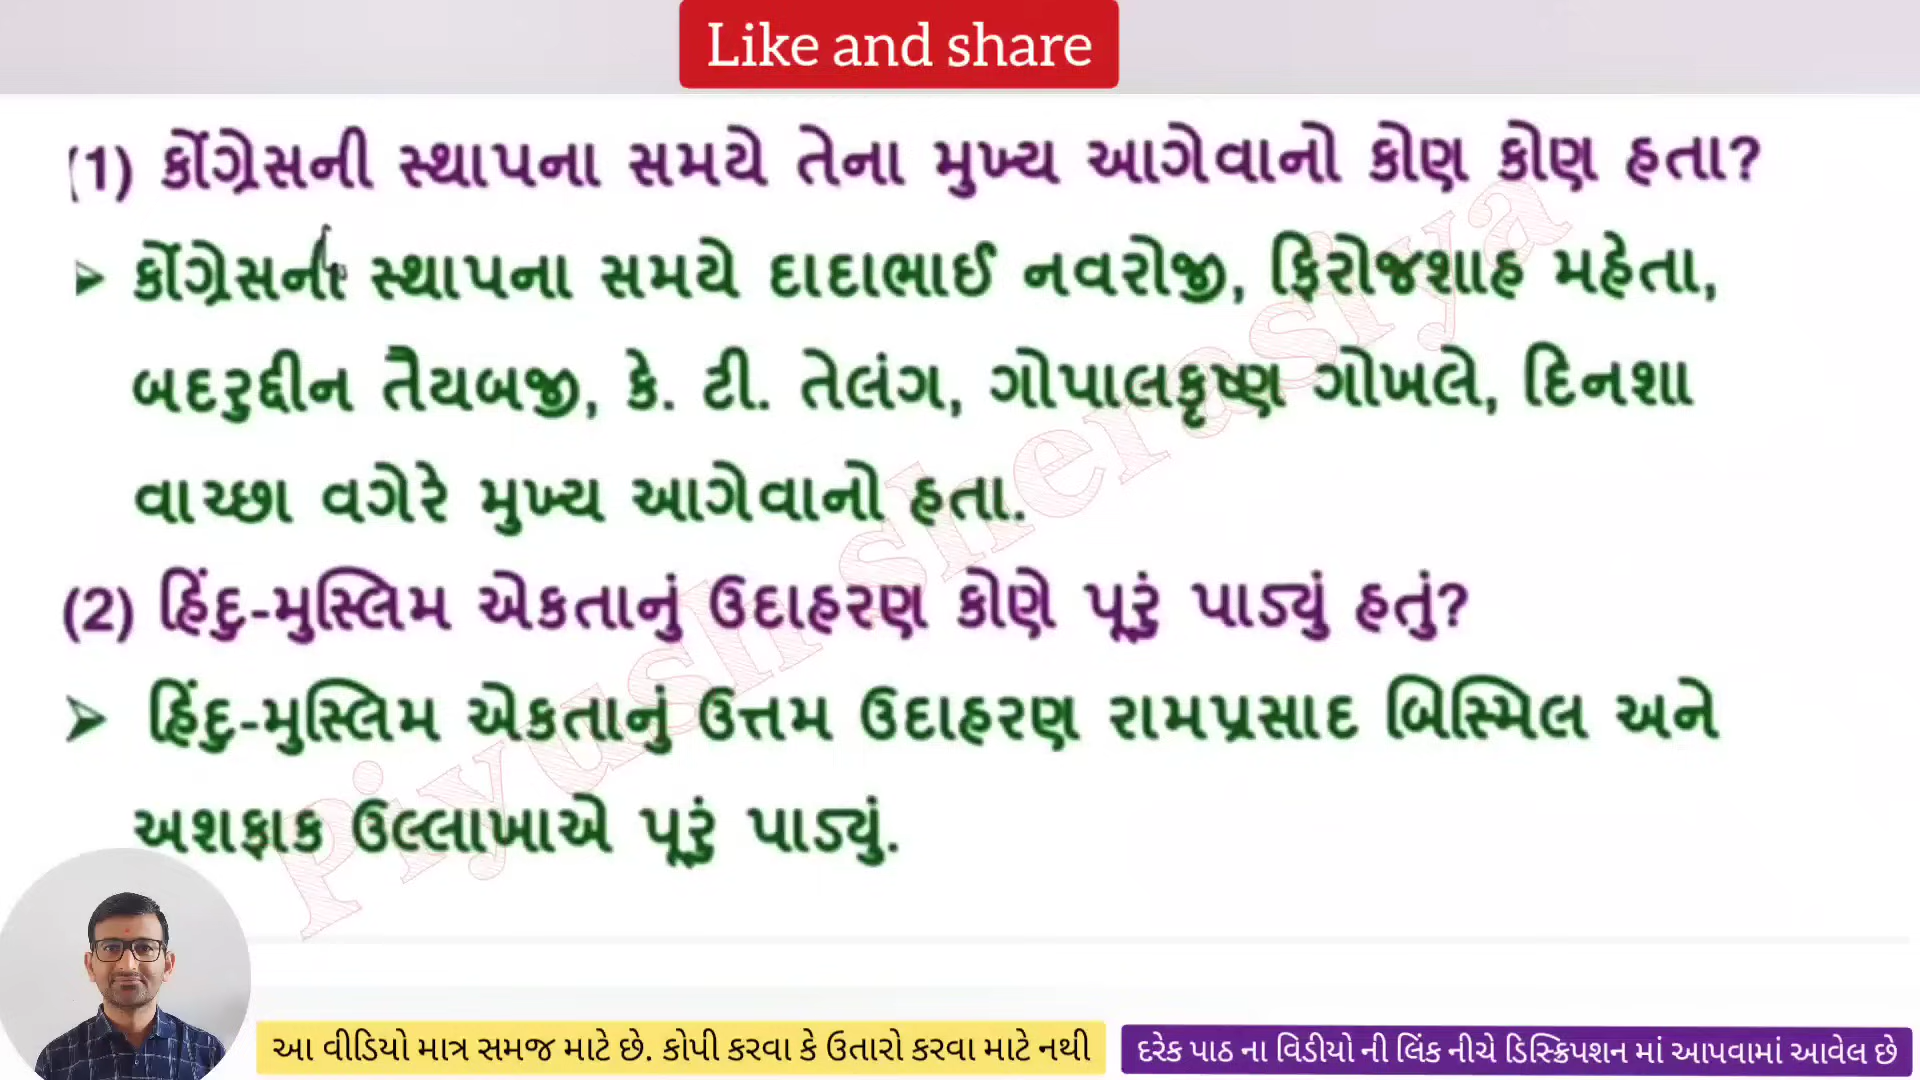 Like and share
(1) કોંગ્રેસની સ્થાપના સમયે તેના મુખ્ય આગેવાનો કોણ કોણ હતા?
➢ કોંગ્રેસની સ્થાપના સમયે દાદાભાઈ નવરોજી, ફિરોજશાહ મહેતા,
બદરુદ્દીન તૈયબજી, કે. ટી. તેલંગ, ગોપાલકૃષ્ણ ગોખલે, દિનશા
વાચ્છા વગેરે મુખ્ય આગેવાનો હતા.
(2) હિંદુ-મુસ્લિમ એકતાનું ઉદાહરણ કોણે પૂરું પાડ્યું હતું?
➢ હિંદુ-મુસ્લિમ એકતાનું ઉત્તમ ઉદાહરણ રામપ્રસાદ બિસ્મિલ અને
અશફાક ઉલ્લાખાએ પૂરું પાડ્યું.
Piyush sherasiya
આ વીડિયો માત્ર સમજ માટે છે. કોપી કરવા કે ઉતારો કરવા માટે નથી
દરેક પાઠ ના વિડીયો ની લિંક નીચે ડિસ્ક્રિપશન માં આપવામાં આવેલ છે